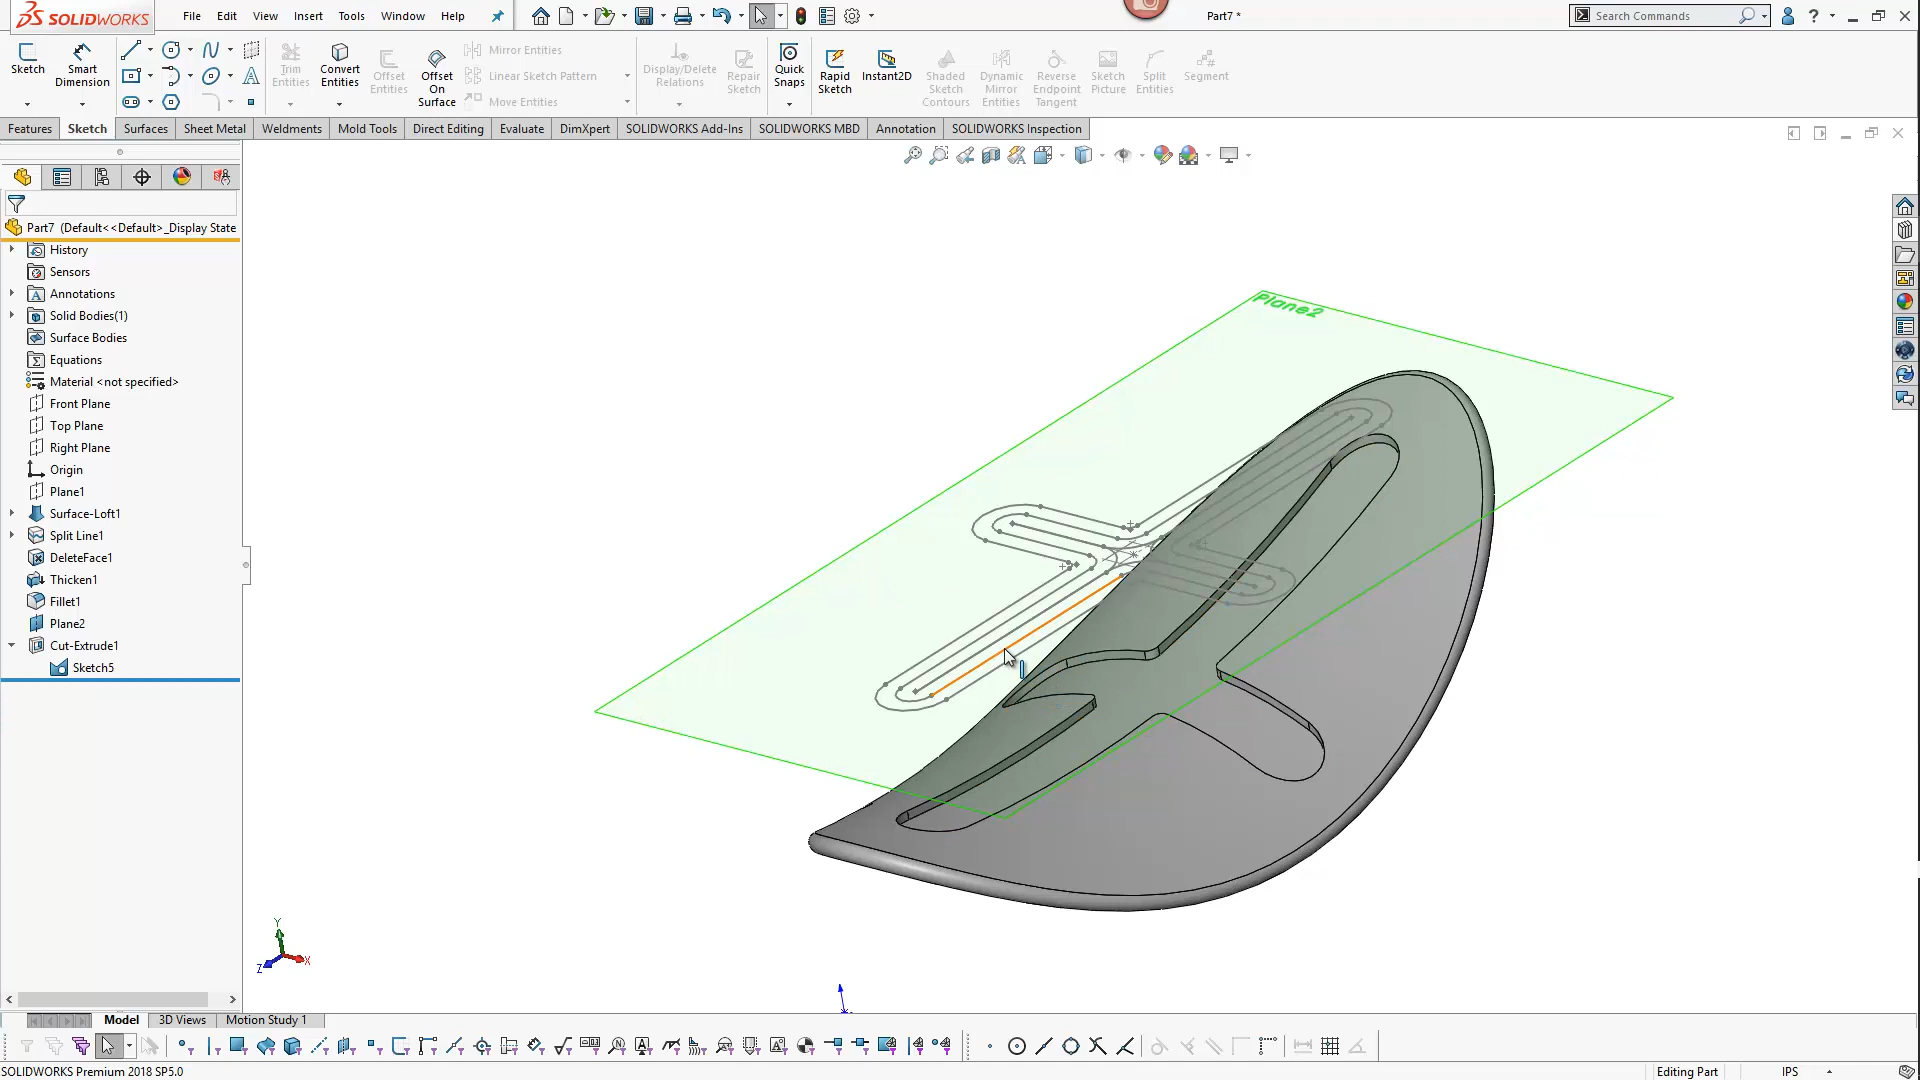 SOLIDWORKS
File Edit View Insert Tools Window Help
Part7 *
Search Commands
Sketch
Smart Dimension
Trim Entities
Convert Entities
Offset Entities
Offset On Surface
Mirror Entities
Linear Sketch Pattern
Move Entities
Display/Delete Relations
Repair Sketch
Quick Snaps
Rapid Sketch
Instant2D
Shaded Sketch Contours
Dynamic Mirror Entities
Reverse Endpoint Tangent
Sketch Picture
Split Entities
Segment
Features Sketch Surfaces Sheet Metal Weldments Mold Tools Direct Editing Evaluate DimXpert SOLIDWORKS Add-Ins SOLIDWORKS MBD Annotation SOLIDWORKS Inspection
Part7 (Default<<Default>_Display State
History
Sensors
Annotations
Solid Bodies(1)
Surface Bodies
Equations
Material <not specified>
Front Plane
Top Plane
Right Plane
Origin
Plane1
Surface-Loft1
Split Line1
DeleteFace1
Thicken1
Fillet1
Plane2
Cut-Extrude1
Sketch5
Plane2
Y
Z
X
Model 3D Views Motion Study 1
SOLIDWORKS Premium 2018 SP5.0
Editing Part
IPS